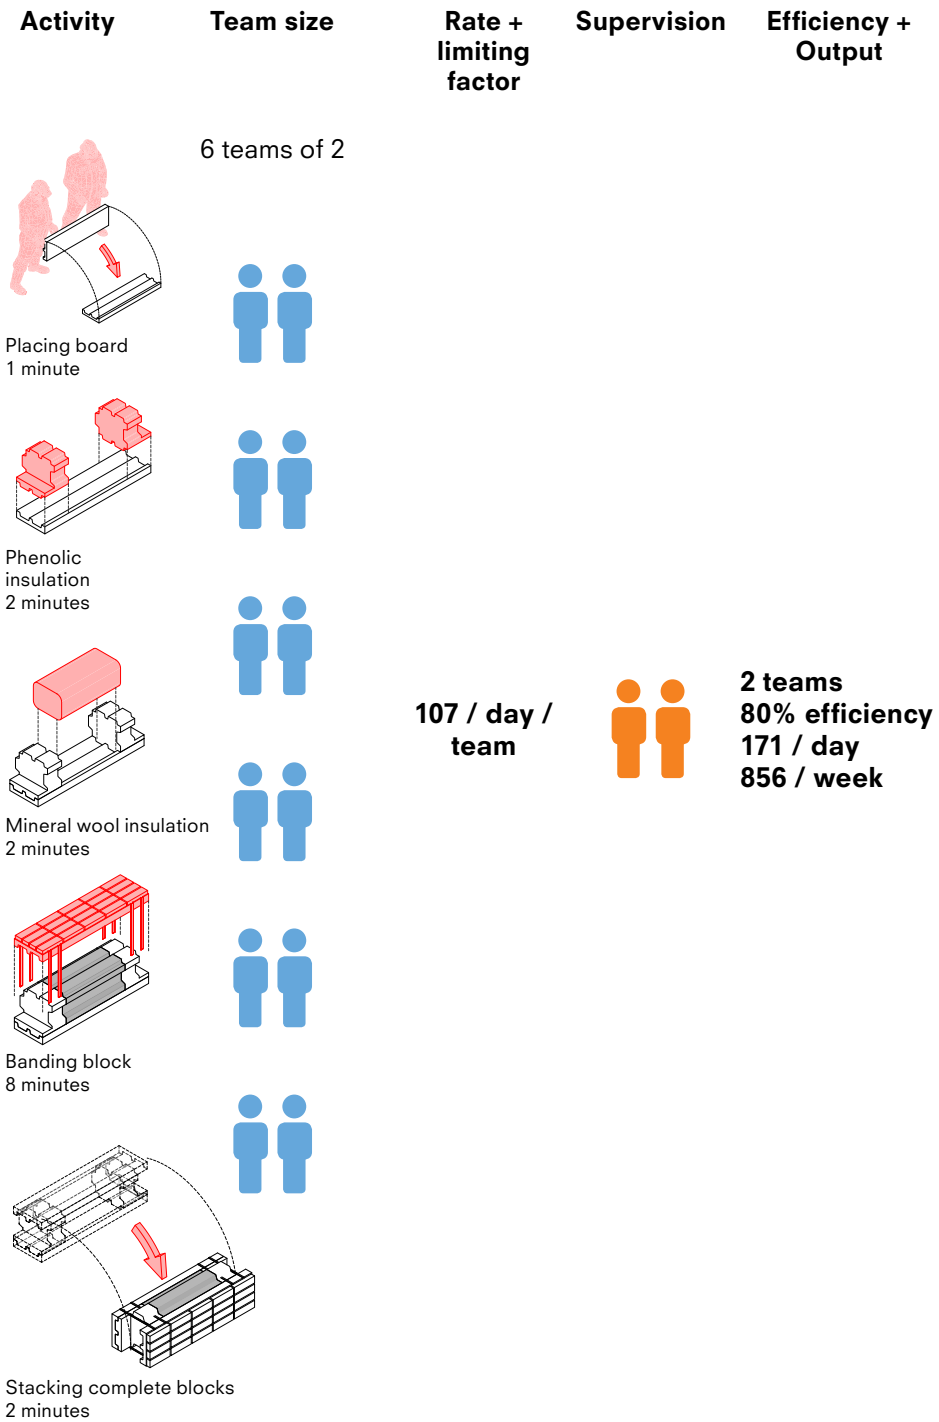 Activity
Team size
Rate +
limiting
factor
Supervision
Efficiency +
Output
6 teams of 2
Placing board
1 minute
Phenolic
insulation
2 minutes
Mineral wool insulation
2 minutes
Banding block
8 minutes
Stacking complete blocks
2 minutes
107 / day /
team
2 teams
80% efficiency
171 / day
856 / week